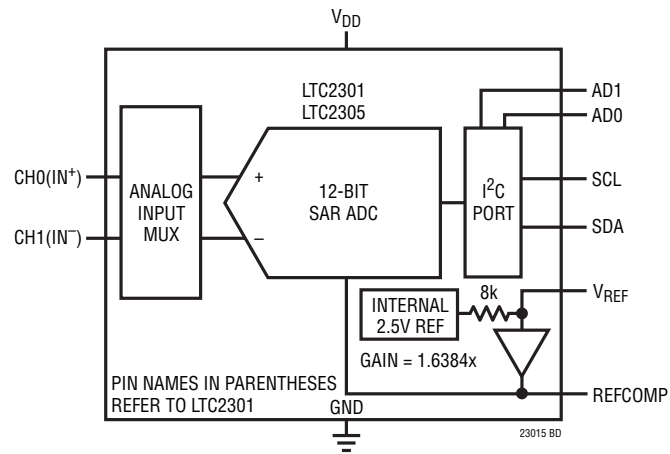 V_DD
LTC2301
LTC2305
AD1
AD0
CH0(IN⁺)
CH1(IN⁻)
ANALOG
INPUT
MUX
+
–
12-BIT
SAR ADC
I²C
PORT
SCL
SDA
INTERNAL
2.5V REF
8k
V_REF
GAIN = 1.6384x
REFCOMP
PIN NAMES IN PARENTHESES
REFER TO LTC2301
GND
23015 BD